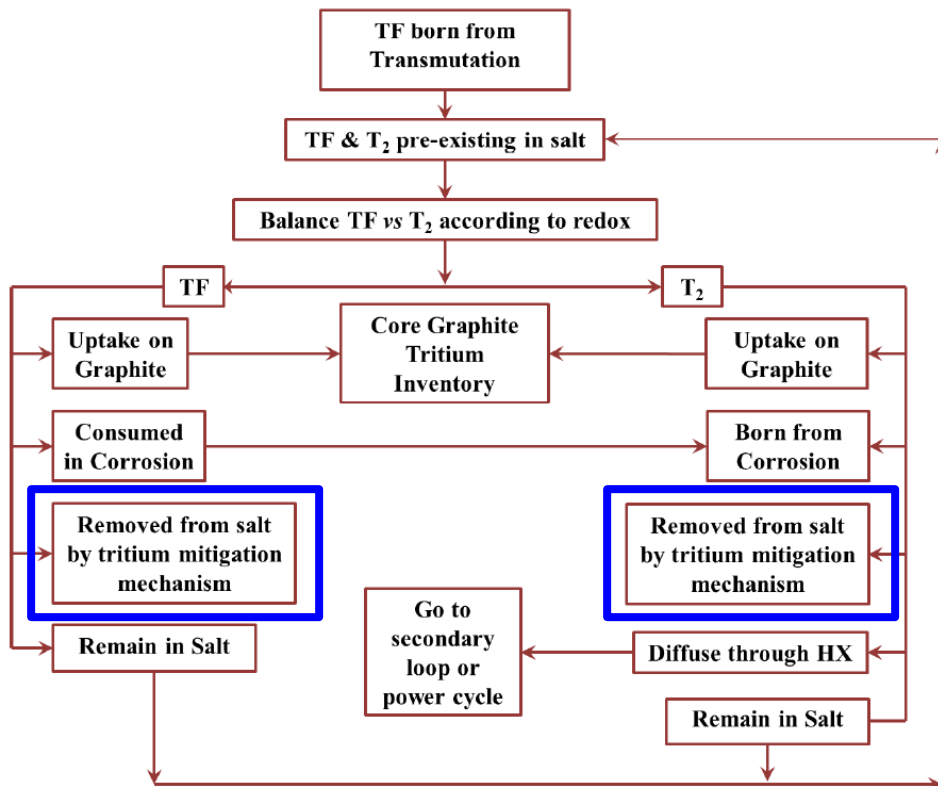 TF born from
Transmutation
TF & T₂ pre-existing in salt
Balance TF vs T₂ according to redox
TF
T₂
Uptake on
Graphite
Core Graphite
Tritium
Inventory
Uptake on
Graphite
Consumed
in Corrosion
Born from
Corrosion
Removed from salt
by tritium mitigation
mechanism
Removed from salt
by tritium mitigation
mechanism
Go to
secondary
loop or
power cycle
Remain in Salt
Diffuse through HX
Remain in Salt